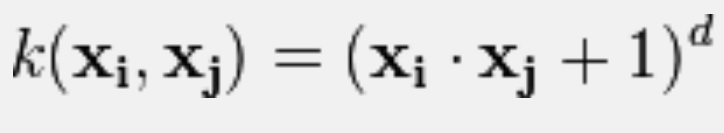 k(𝐱ᵢ, 𝐱ⱼ) = (𝐱ᵢ · 𝐱ⱼ + 1)ᵈ